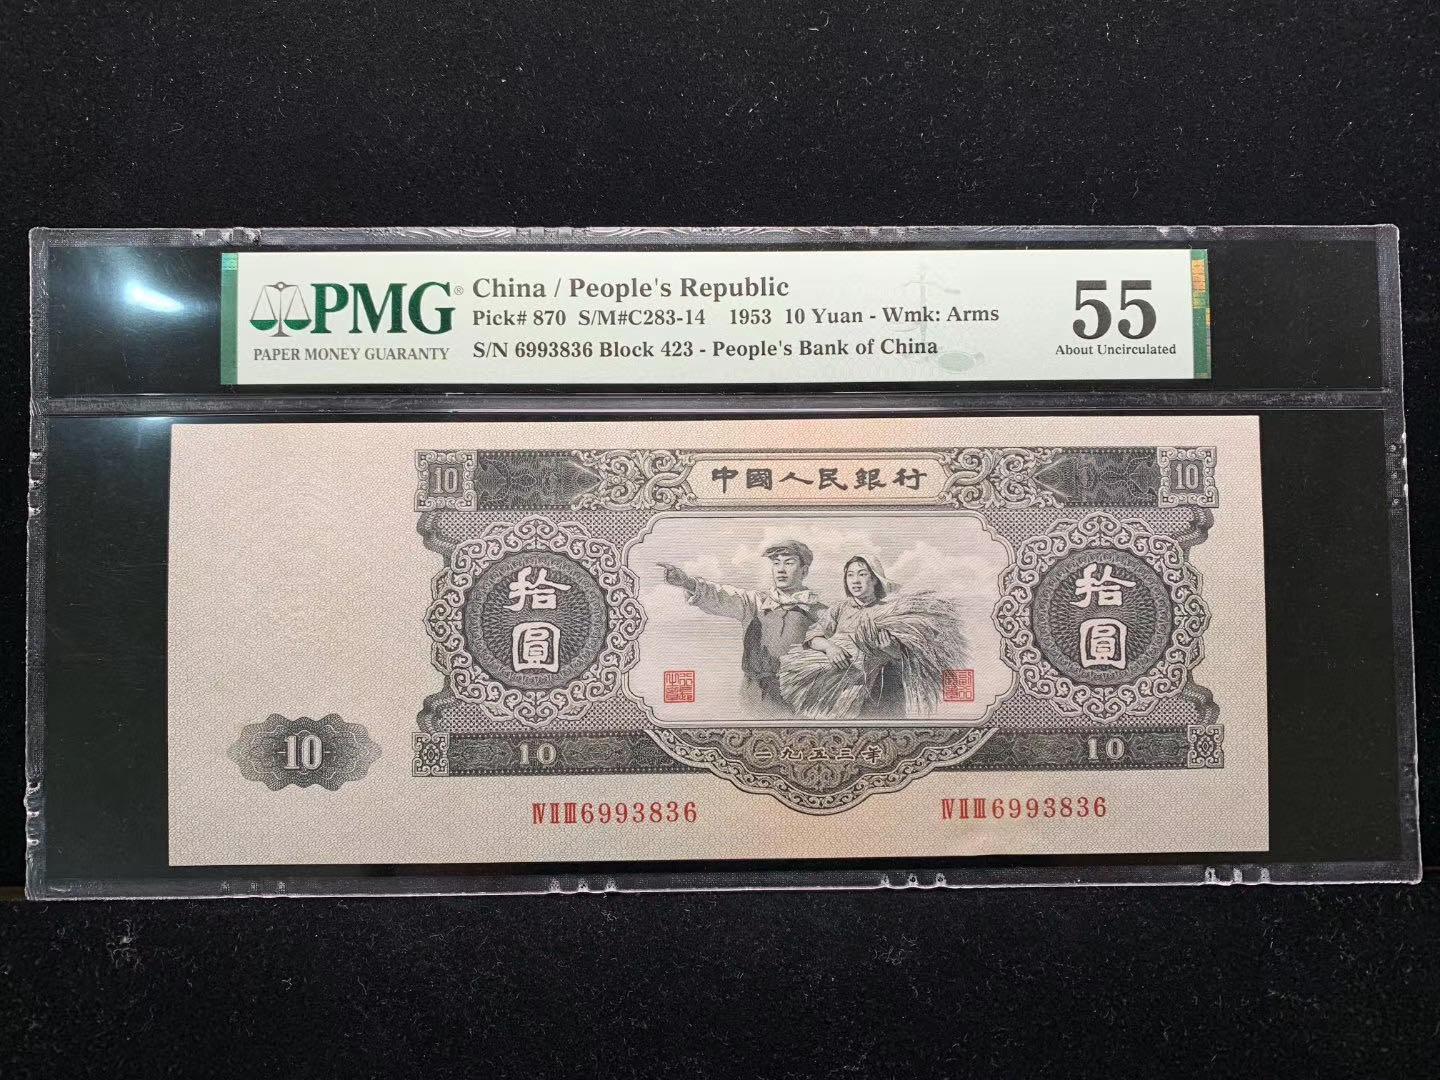 PMG®
PAPER MONEY GUARANTY
China / People's Republic
Pick# 870 S/M#C283-14 1953 10 Yuan - Wmk: Arms
S/N 6993836 Block 423 - People's Bank of China
55
About Uncirculated
10
中國人民銀行
10
拾圓
拾圓
10
10
一九五三年
10
ⅣⅡⅢ6993836
ⅣⅡⅢ6993836